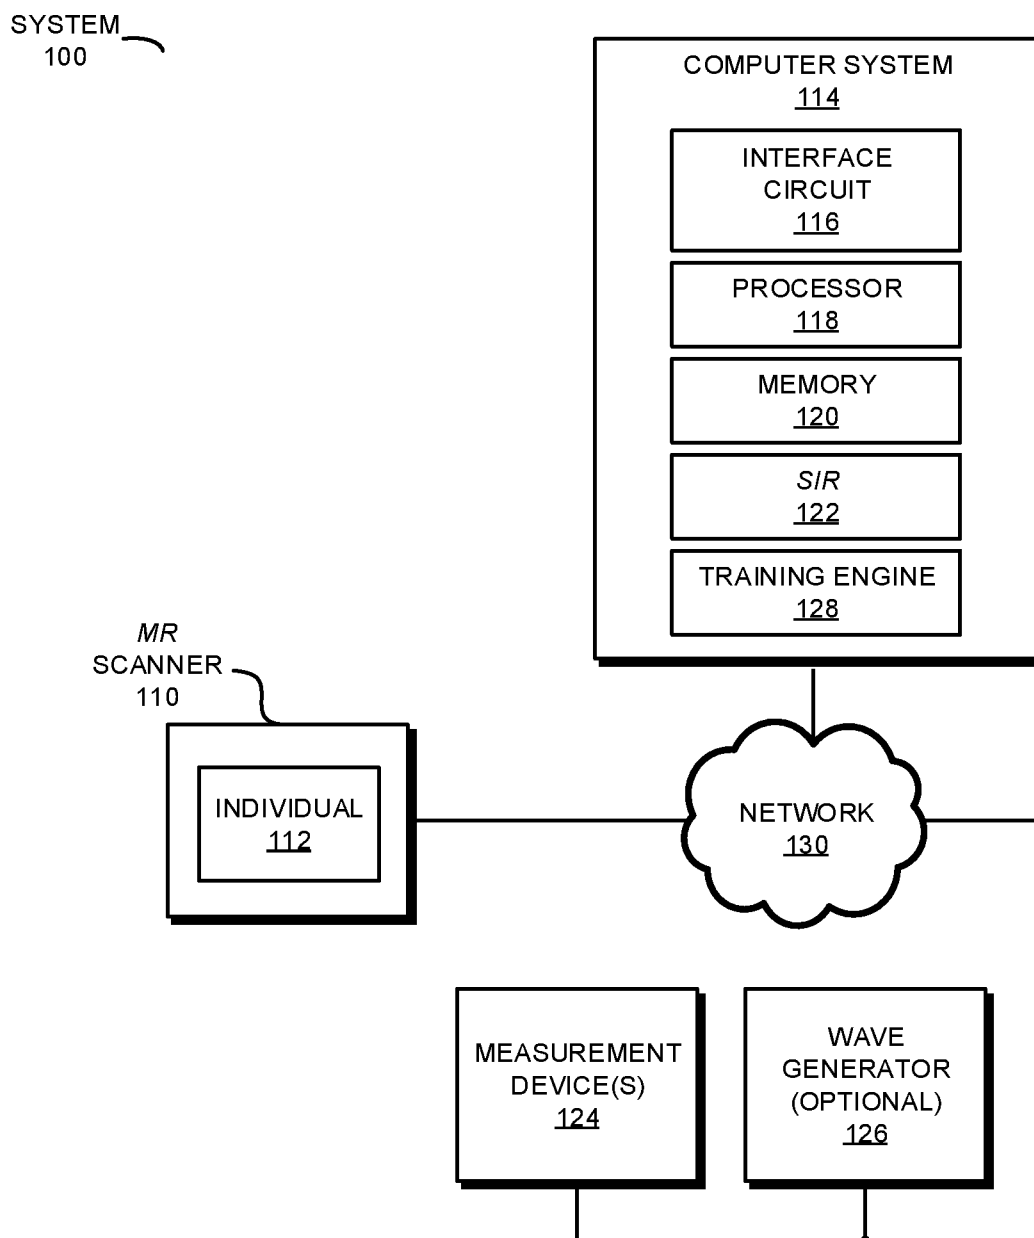 SYSTEM
100
COMPUTER SYSTEM
114
INTERFACE
CIRCUIT
116
PROCESSOR
118
MEMORY
120
SIR
122
TRAINING ENGINE
128
MR
SCANNER
110
INDIVIDUAL
112
NETWORK
130
MEASUREMENT
DEVICE(S)
124
WAVE
GENERATOR
(OPTIONAL)
126